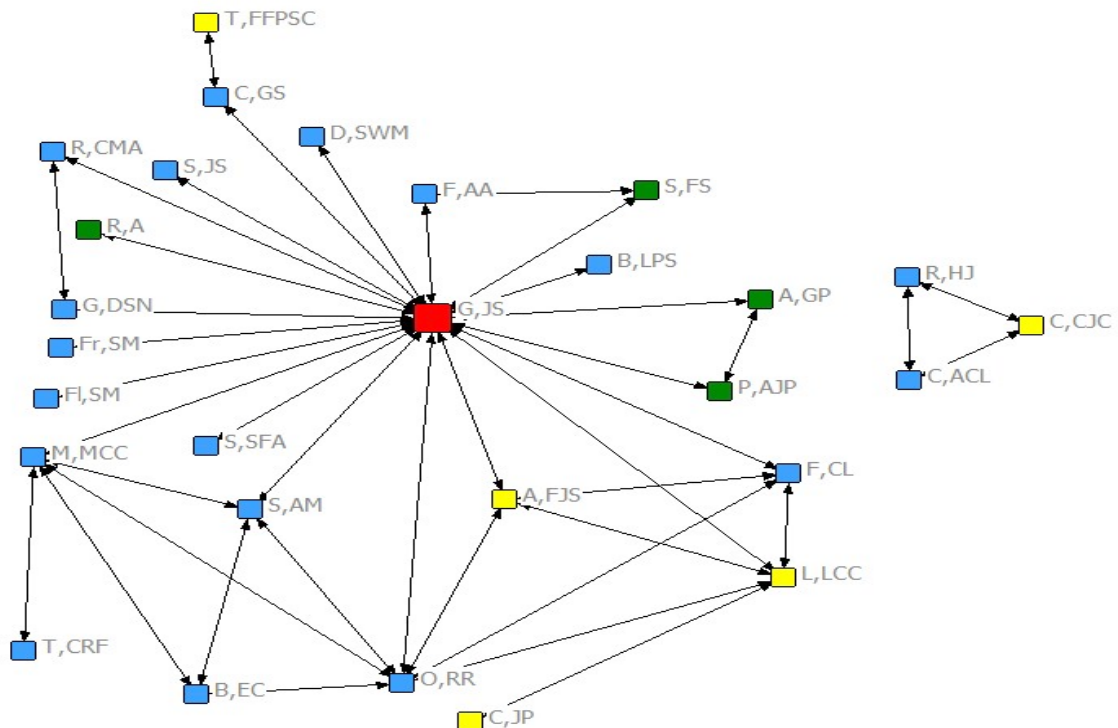 T,FFPSC
C,GS
D,SWM
R,CMA
S,JS
F,AA
S,FS
R,A
B,LPS
R,HJ
A,GP
G,DSN
G,JS
C,CJC
Fr,SM
P,AJP
C,ACL
Fl,SM
S,SFA
M,MCC
F,CL
A,FJS
S,AM
L,LCC
T,CRF
O,RR
B,EC
C,JP